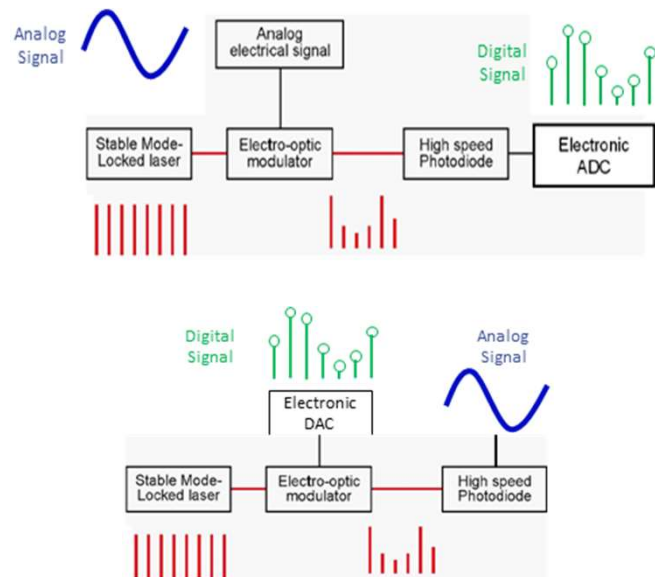 Analog
Signal
Analog
electrical signal
Digital
Signal
Stable Mode-
Locked laser
Electro-optic
modulator
High speed
Photodiode
Electronic
ADC
Digital
Signal
Analog
Signal
Electronic
DAC
Stable Mode-
Locked laser
Electro-optic
modulator
High speed
Photodiode